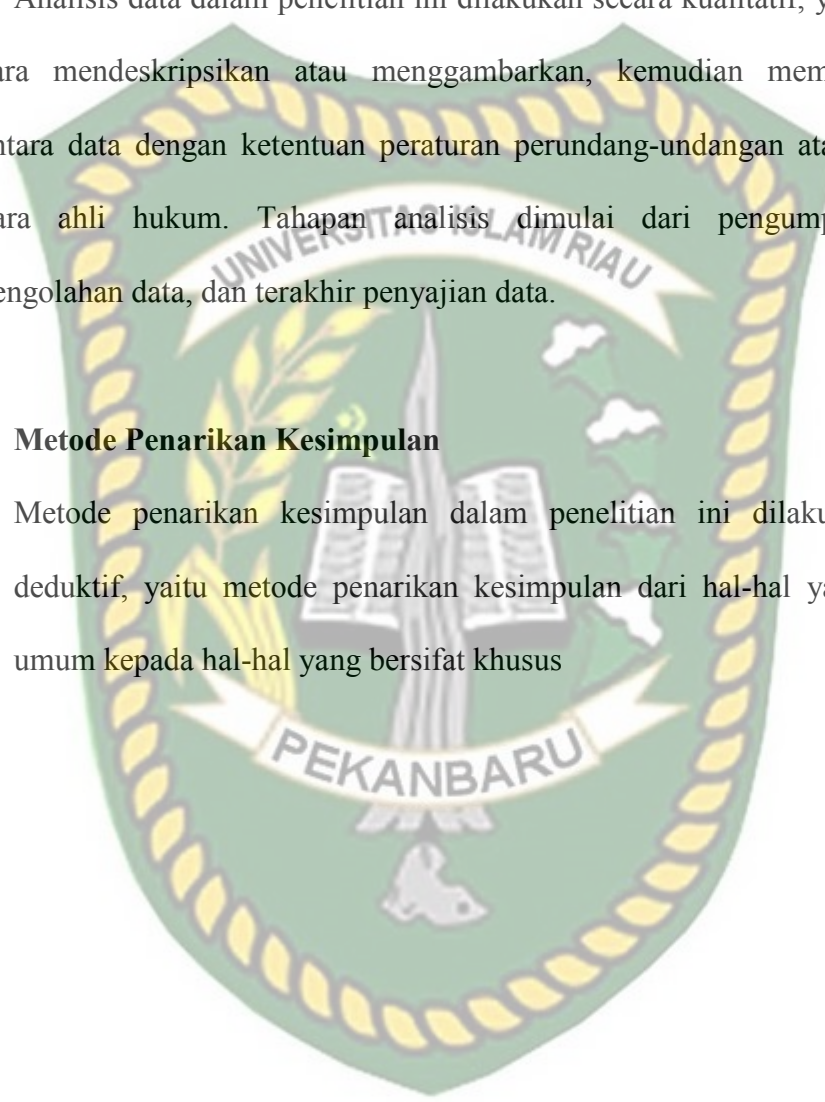 Analisis data dalam penelitian ini dilakukan secara kualitatif, y
ara mendeskripsikan atau menggambarkan, kemudian mem
ntara data dengan ketentuan peraturan perundang-undangan ata
ara ahli hukum. Tahapan analisis dimulai dari pengump
engolahan data, dan terakhir penyajian data.
UNIVERSITAS ISLAM RIAU
Metode Penarikan Kesimpulan
Metode penarikan kesimpulan dalam penelitian ini dilaku
deduktif, yaitu metode penarikan kesimpulan dari hal-hal ya
umum kepada hal-hal yang bersifat khusus
PEKANBARU